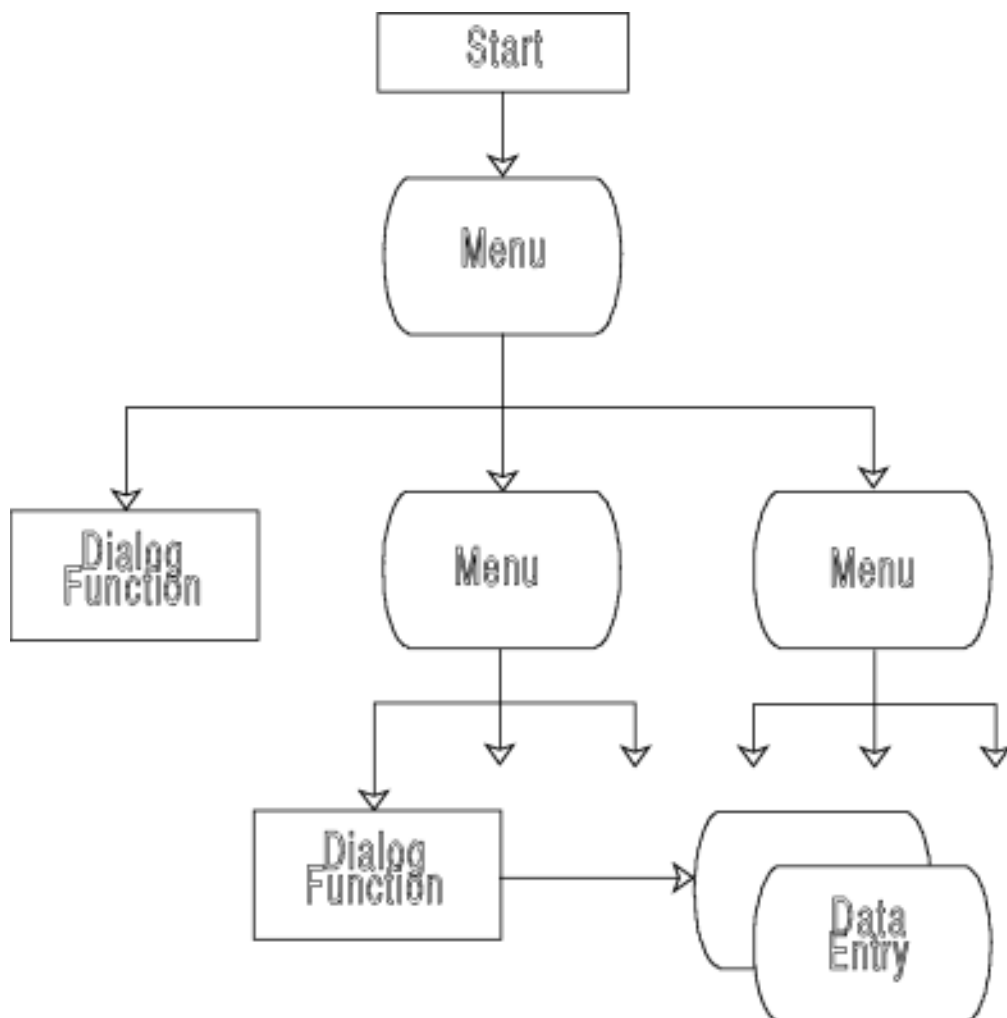 Start
Menu
Dialog
Function
Menu
Menu
Dialog
Function
Data
Entry